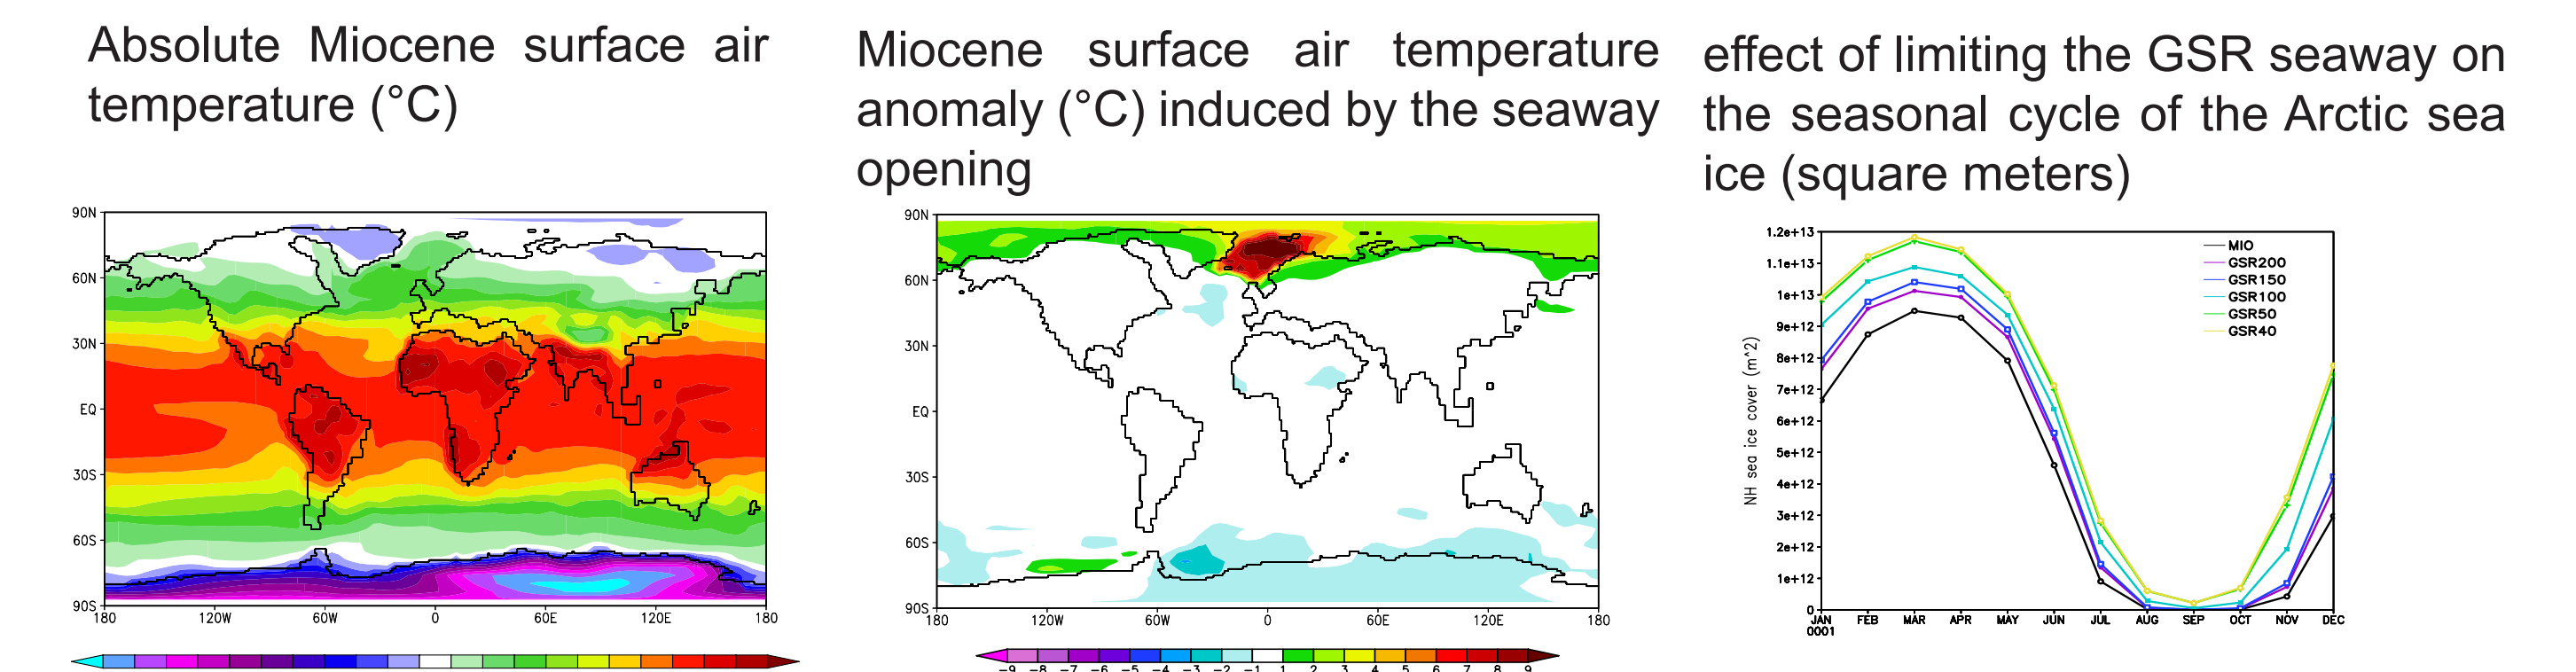 Absolute Miocene surface air
temperature (°C)
Miocene surface air temperature
anomaly (°C) induced by the seaway
opening
effect of limiting the GSR seaway on
the seasonal cycle of the Arctic sea
ice (square meters)
90N
60N
30N
EQ
30S
60S
90S
180 120W 60W 0 60E 120E 180
90N
60N
30N
EQ
30S
60S
90S
180 120W 60W 0 60E 120E 180
-9 -8 -7 -6 -5 -4 -3 -2 -1 1 2 3 4 5 6 7 8 9
NH sea ice cover (m^2)
1.2e+13
1.1e+13
1e+13
9e+12
8e+12
7e+12
6e+12
5e+12
4e+12
3e+12
2e+12
1e+12
0
MIO
GSR200
GSR150
GSR100
GSR50
GSR40
JAN FEB MAR APR MAY JUN JUL AUG SEP OCT NOV DEC
0001